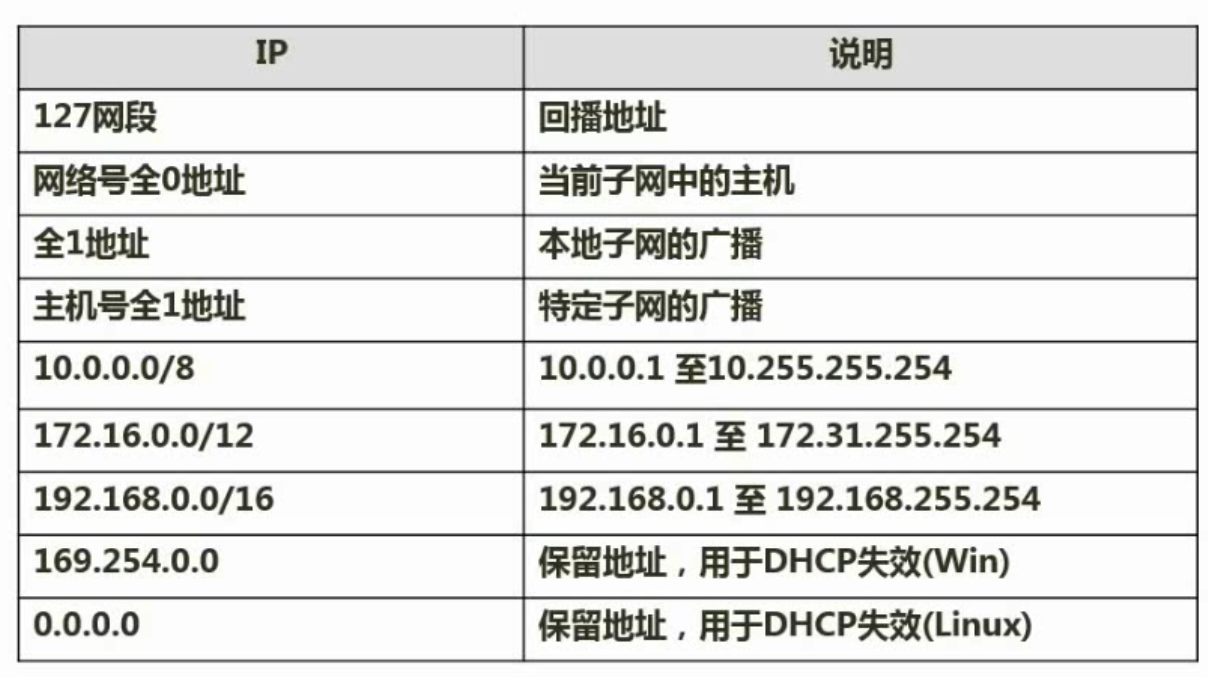 IP 说明
127网段 回播地址
网络号全0地址 当前子网中的主机
全1地址 本地子网的广播
主机号全1地址 特定子网的广播
10.0.0.0/8 10.0.0.1 至10.255.255.254
172.16.0.0/12 172.16.0.1 至 172.31.255.254
192.168.0.0/16 192.168.0.1 至 192.168.255.254
169.254.0.0 保留地址，用于DHCP失效(Win)
0.0.0.0 保留地址，用于DHCP失效(Linux)